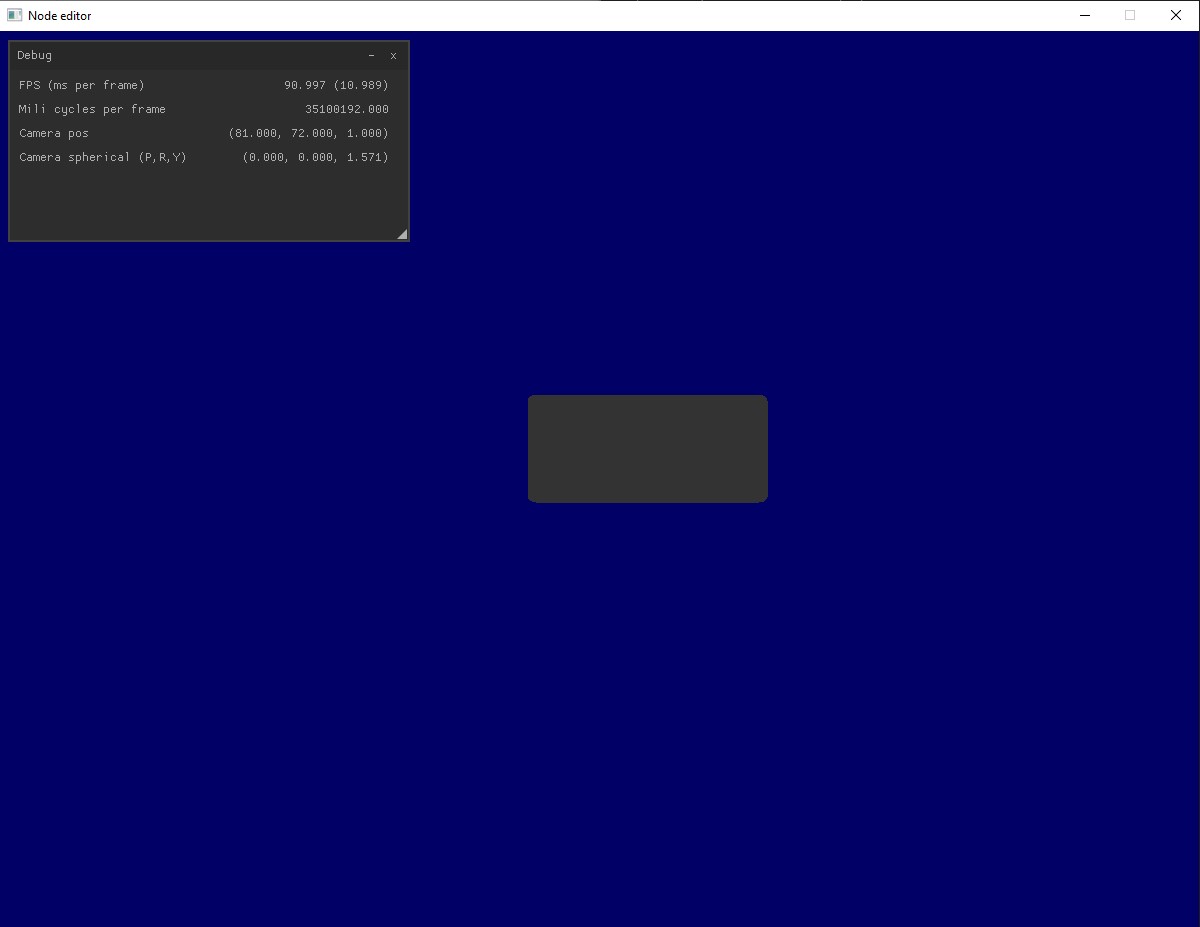 Node editor
Debug - x
FPS (ms per frame) 90.997 (10.989)
Mili cycles per frame 35100192.000
Camera pos (81.000, 72.000, 1.000)
Camera spherical (P,R,Y) (0.000, 0.000, 1.571)